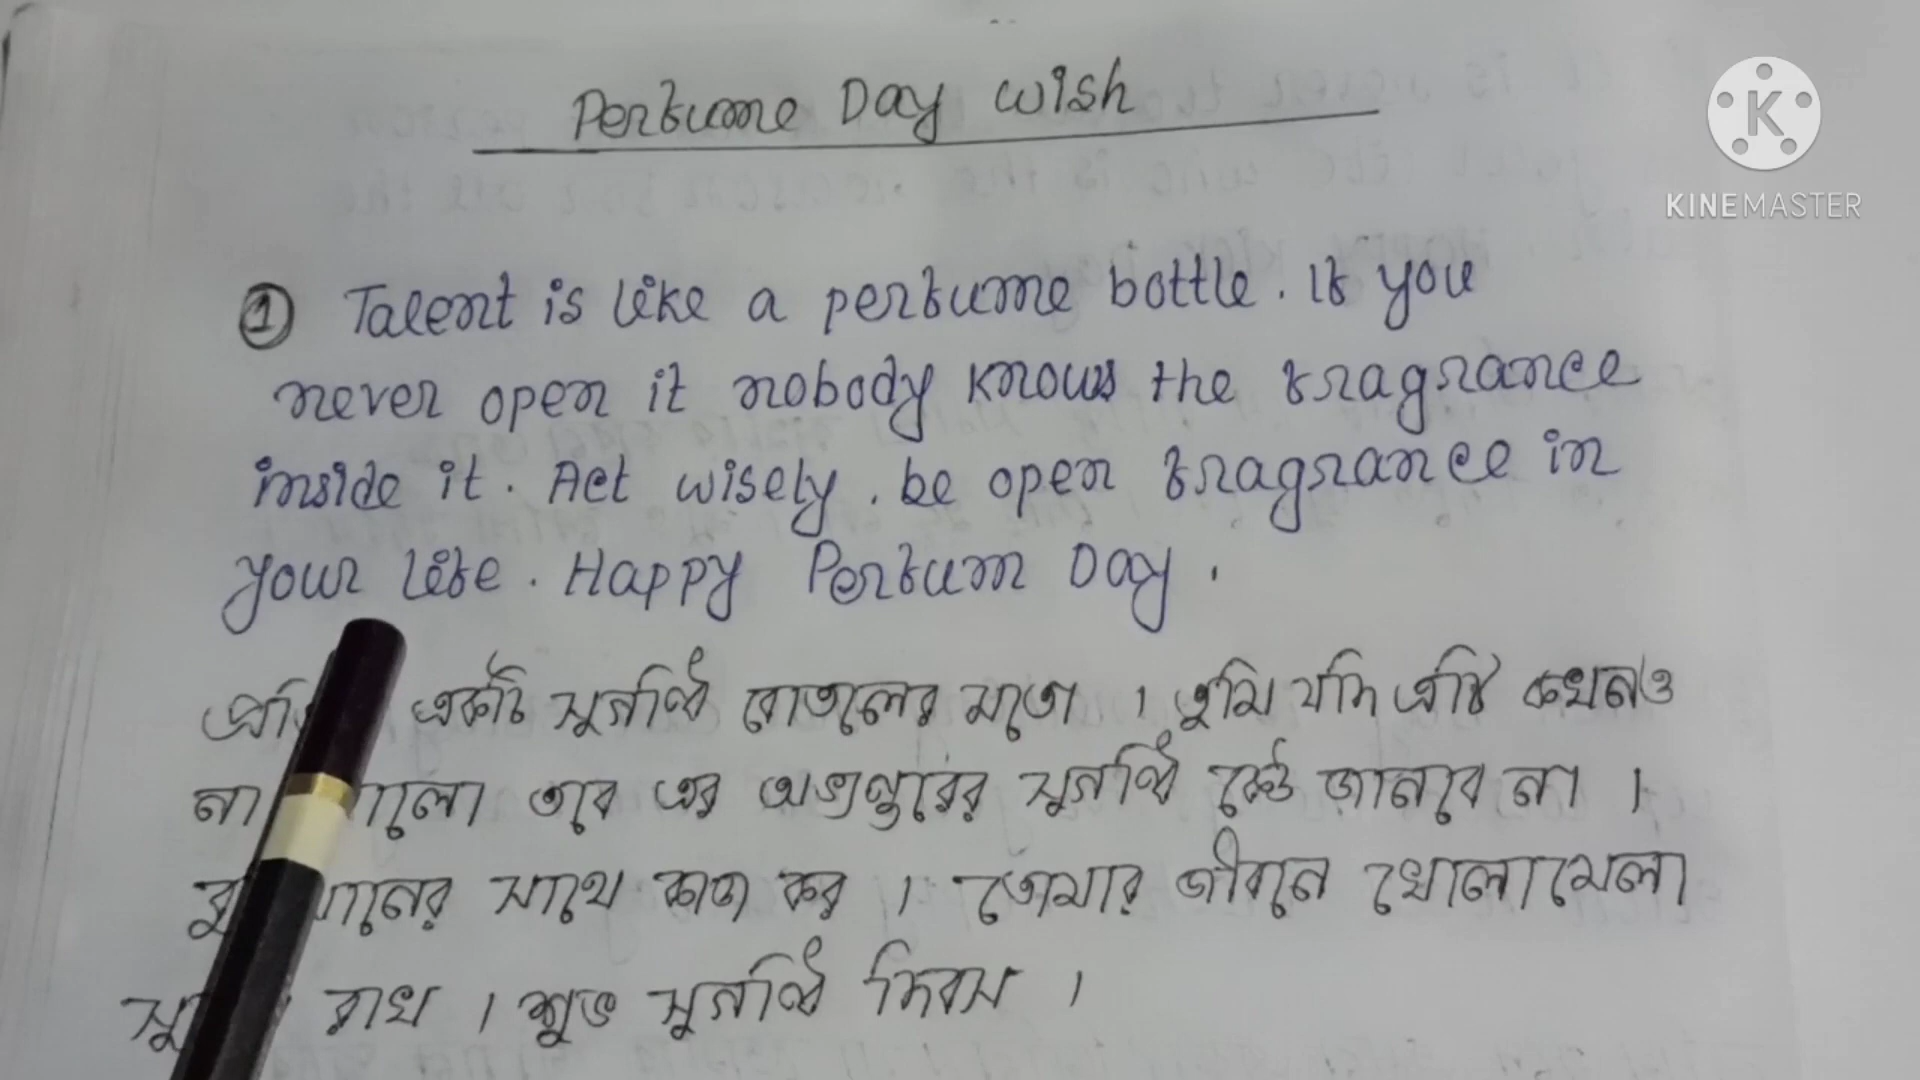 Perfume Day Wish
① Talent is like a perfume bottle. If you
never open it nobody knows the fragrance
inside it. Act wisely. be open fragrance in
your life. Happy Perfum Day.
একটি সুগন্ধি বোতলের মতো । তুমি যদি এটি কখনও
না তবে এর অভ্যন্তরের সুগন্ধি কেউ জানবে না ।
সাথে কাজ কর । তোমার জীবনে খোলামেলা
রাখ । শুভ সুগন্ধি দিবস ।
KINEMASTER